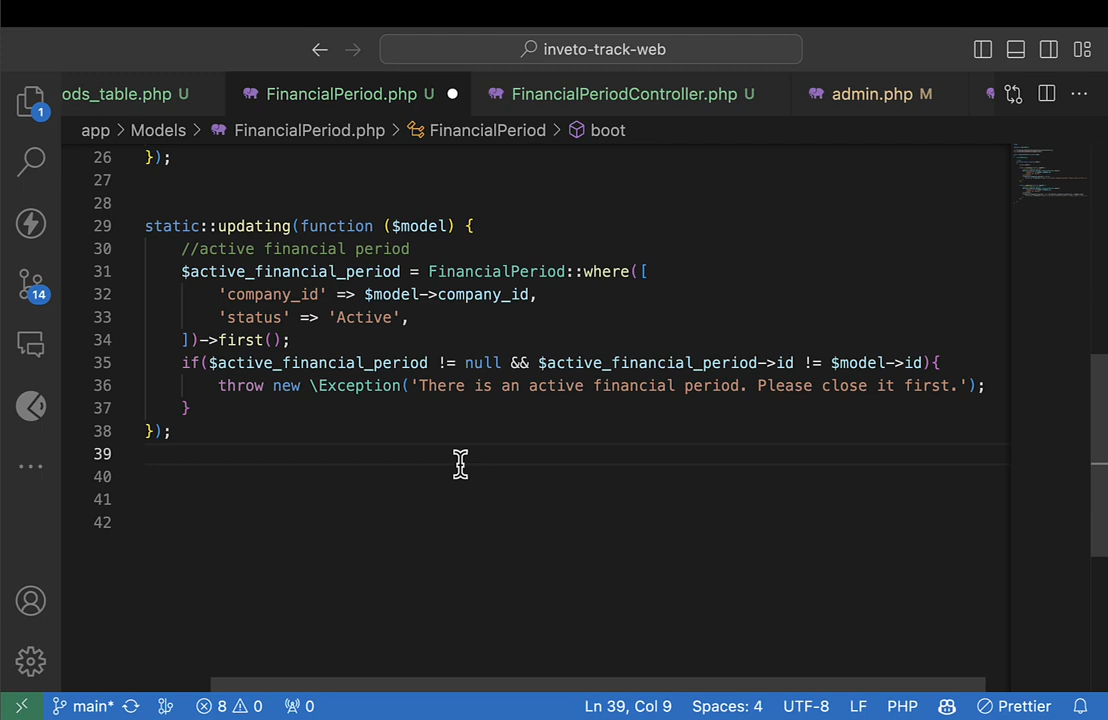 inveto-track-web
1
14
ods_table.php U
FinancialPeriod.php U
FinancialPeriodController.php U
admin.php M
app > Models > FinancialPeriod.php > FinancialPeriod > boot
26 });
27
28
29 static::updating(function ($model) {
30 //active financial period
31 $active_financial_period = FinancialPeriod::where([
32 'company_id' => $model->company_id,
33 'status' => 'Active',
34 ])->first();
35 if($active_financial_period != null && $active_financial_period->id != $model->id){
36 throw new \Exception('There is an active financial period. Please close it first.');
37 }
38 });
39
40
41
42
main* 8 0 0 Ln 39, Col 9 Spaces: 4 UTF-8 LF PHP Prettier